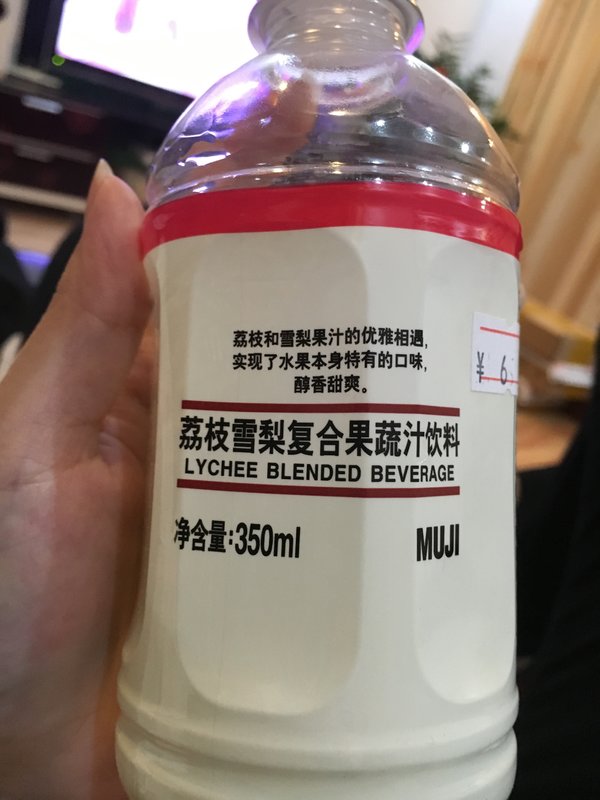 荔枝和雪梨果汁的优雅相遇，
实现了水果本身特有的口味，
醇香甜爽。
荔枝雪梨复合果蔬汁饮料
LYCHEE BLENDED BEVERAGE
净含量:350ml
MUJI
¥ 6